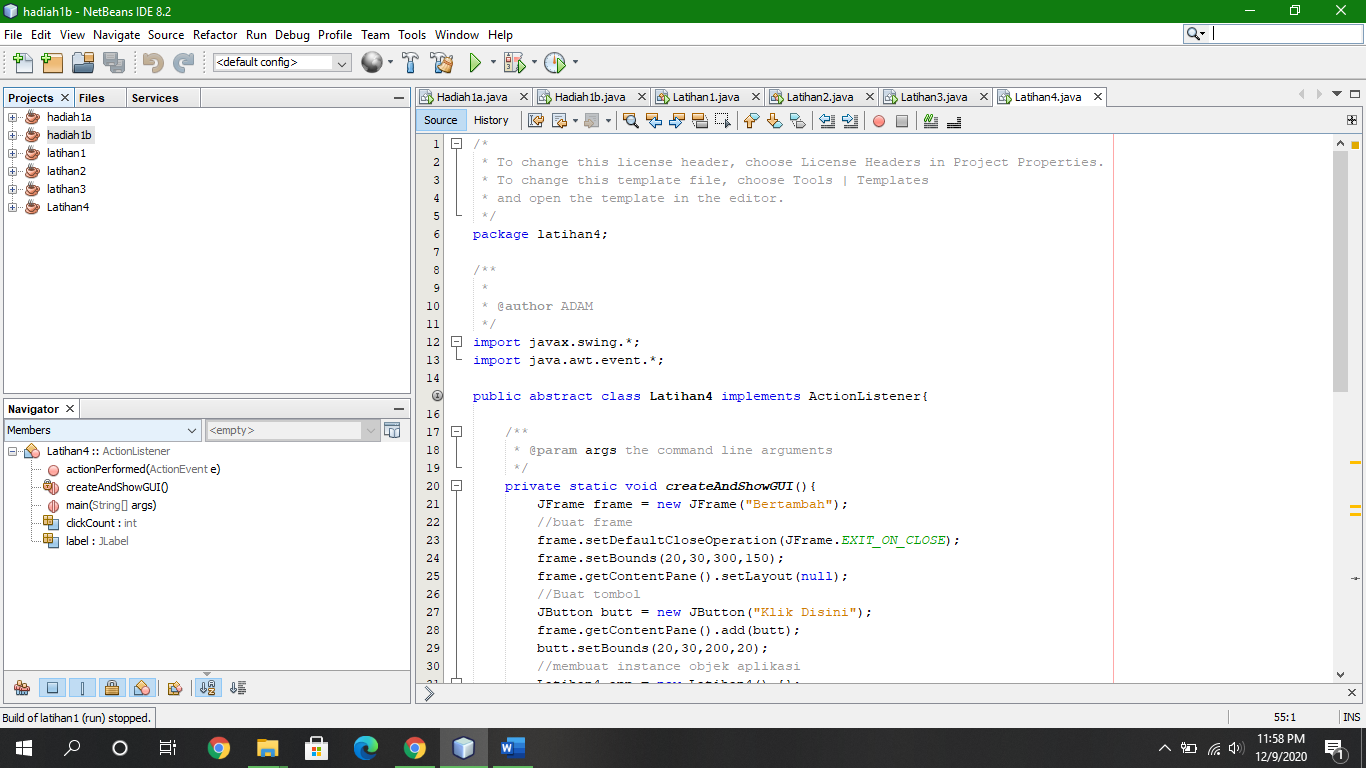 hadiah1b - NetBeans IDE 8.2
File Edit View Navigate Source Refactor Run Debug Profile Team Tools Window Help
<default config>
Projects Files Services
hadiah1a
hadiah1b
latihan1
latihan2
latihan3
Latihan4
Navigator
Members <empty>
Latihan4 :: ActionListener
actionPerformed(ActionEvent e)
createAndShowGUI()
main(String[] args)
clickCount : int
label : JLabel
Hadiah1a.java Hadiah1b.java Latihan1.java Latihan2.java Latihan3.java Latihan4.java
Source History
1 /*
2 * To change this license header, choose License Headers in Project Properties.
3 * To change this template file, choose Tools | Templates
4 * and open the template in the editor.
5 */
6 package latihan4;
7
8 /**
9 *
10 * @author ADAM
11 */
12 import javax.swing.*;
13 import java.awt.event.*;
14
public abstract class Latihan4 implements ActionListener{
16
17 /**
18 * @param args the command line arguments
19 */
20 private static void createAndShowGUI(){
21 JFrame frame = new JFrame("Bertambah");
22 //buat frame
23 frame.setDefaultCloseOperation(JFrame.EXIT_ON_CLOSE);
24 frame.setBounds(20,30,300,150);
25 frame.getContentPane().setLayout(null);
26 //Buat tombol
27 JButton butt = new JButton("Klik Disini");
28 frame.getContentPane().add(butt);
29 butt.setBounds(20,30,200,20);
30 //membuat instance objek aplikasi
Build of latihan1 (run) stopped.
55:1 INS
11:58 PM
12/9/2020
1